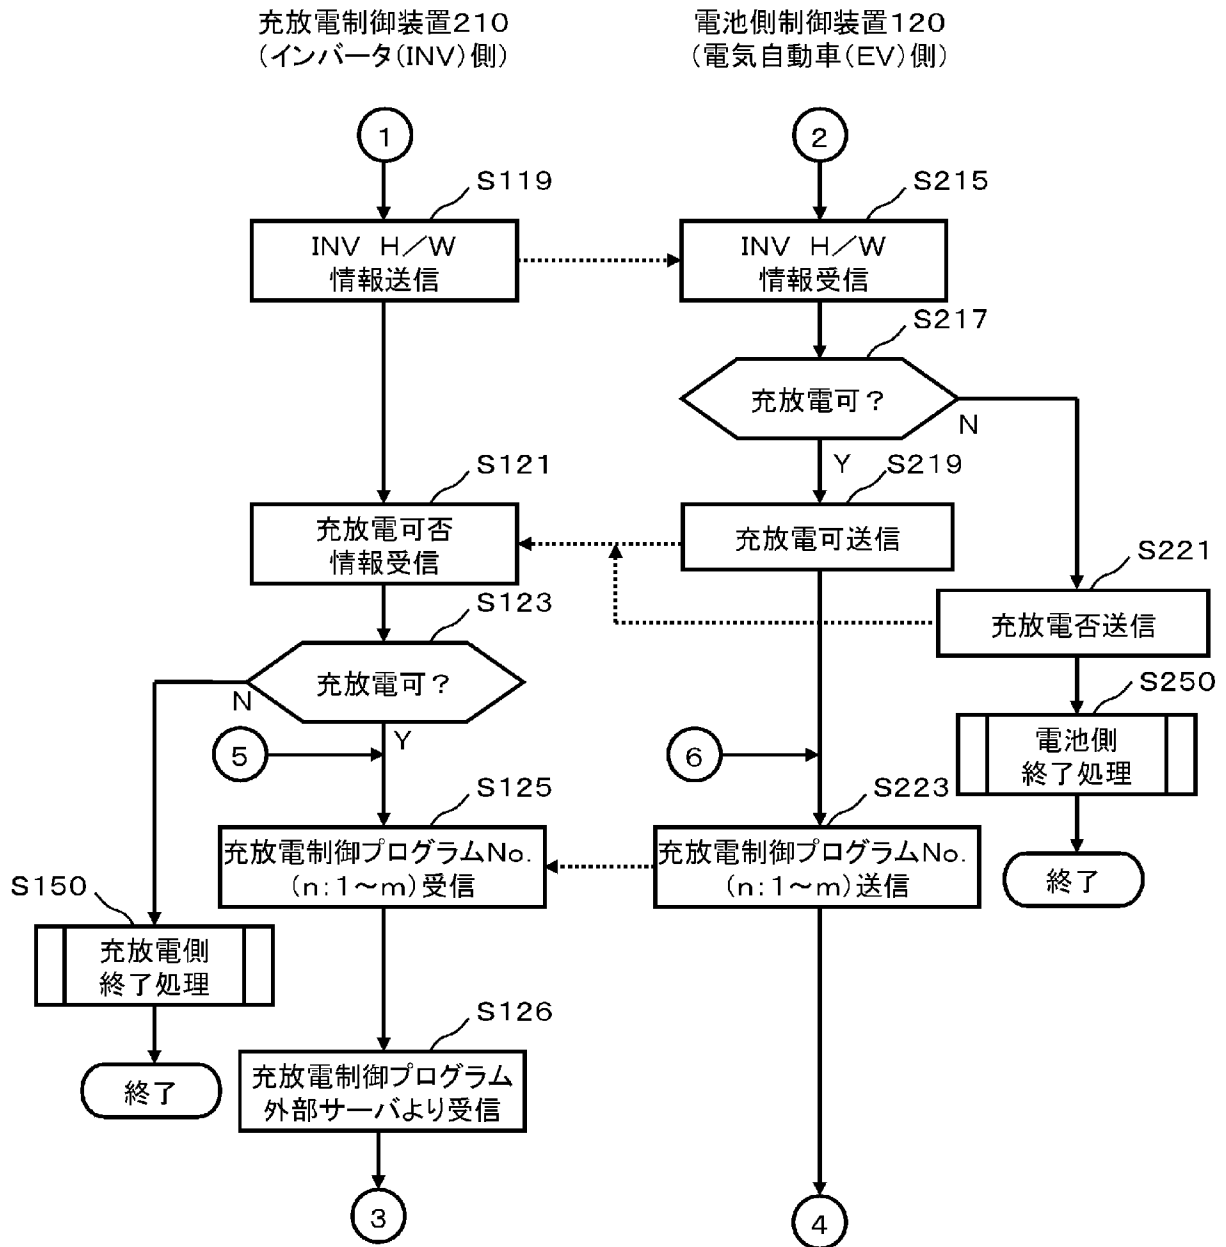 充放電制御装置210
(インバータ(INV)側)
電池側制御装置120
(電気自動車(EV)側)
1
2
S119
INV H/W
情報送信
S215
INV H/W
情報受信
S217
充放電可?
N
Y
S121
充放電可否
情報受信
S219
充放電可送信
S221
充放電否送信
S123
充放電可?
N
Y
S250
電池側
終了処理
5
6
S125
充放電制御プログラムNo.
(n:1~m)受信
S223
充放電制御プログラムNo.
(n:1~m)送信
終了
S150
充放電側
終了処理
S126
充放電制御プログラム
外部サーバより受信
終了
3
4